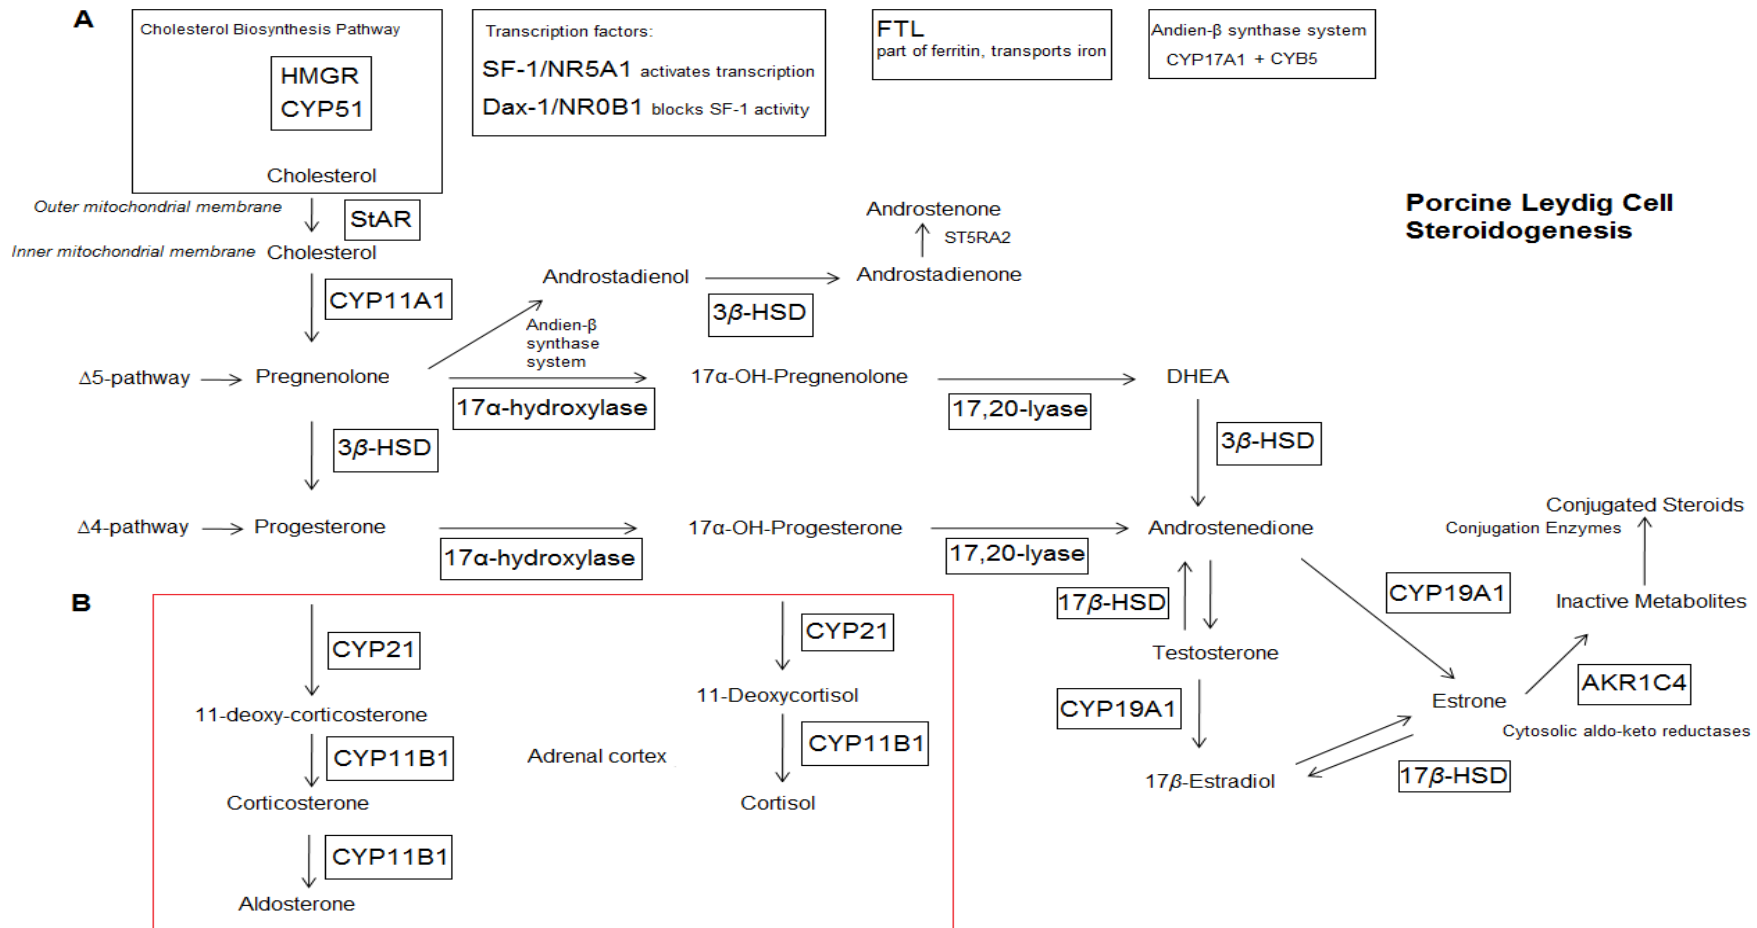 A
Cholesterol Biosynthesis Pathway
HMGR
CYP51
Cholesterol
Transcription factors:
SF-1/NR5A1 activates transcription
Dax-1/NR0B1 blocks SF-1 activity
FTL
part of ferritin, transports iron
Andien-β synthase system
CYP17A1 + CYB5
Porcine Leydig Cell
Steroidogenesis
Outer mitochondrial membrane
StAR
Inner mitochondrial membrane
Cholesterol
CYP11A1
Androstenone
ST5RA2
Androstadienol
3β-HSD
Androstadienone
Andien-β
synthase
system
Δ5-pathway
Pregnenolone
17α-hydroxylase
17α-OH-Pregnenolone
17,20-lyase
DHEA
3β-HSD
3β-HSD
Δ4-pathway
Progesterone
17α-hydroxylase
17α-OH-Progesterone
17,20-lyase
Androstenedione
Conjugated Steroids
Conjugation Enzymes
17β-HSD
CYP19A1
Inactive Metabolites
Testosterone
CYP19A1
Estrone
AKR1C4
Cytosolic aldo-keto reductases
17β-HSD
17β-Estradiol
B
CYP21
11-deoxy-corticosterone
CYP11B1
Corticosterone
CYP11B1
Aldosterone
Adrenal cortex
CYP21
11-Deoxycortisol
CYP11B1
Cortisol